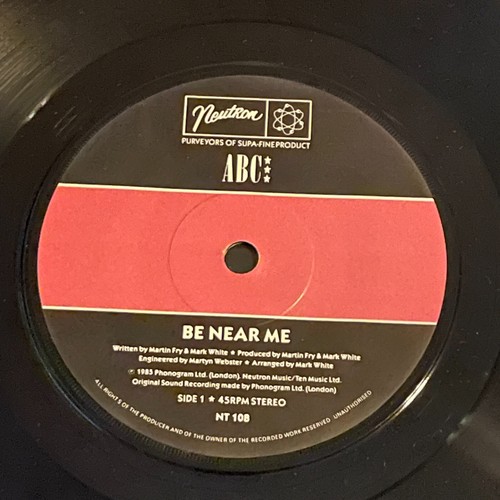 Neutron
PURVEYORS OF SUPA-FINE PRODUCT
ABC
BE NEAR ME
Written by Martin Fry & Mark White ★ Produced by Martin Fry & Mark White
Engineered by Martyn Webster ★ Arranged by Mark White
℗ 1985 Phonogram Ltd. (London). Neutron Music/Ten Music Ltd.
Original Sound Recording made by Phonogram Ltd. (London)
SIDE 1 ★ 45RPM STEREO
NT 108
ALL RIGHTS OF THE PRODUCER AND OF THE OWNER OF THE RECORDED WORK RESERVED. UNAUTHORISED